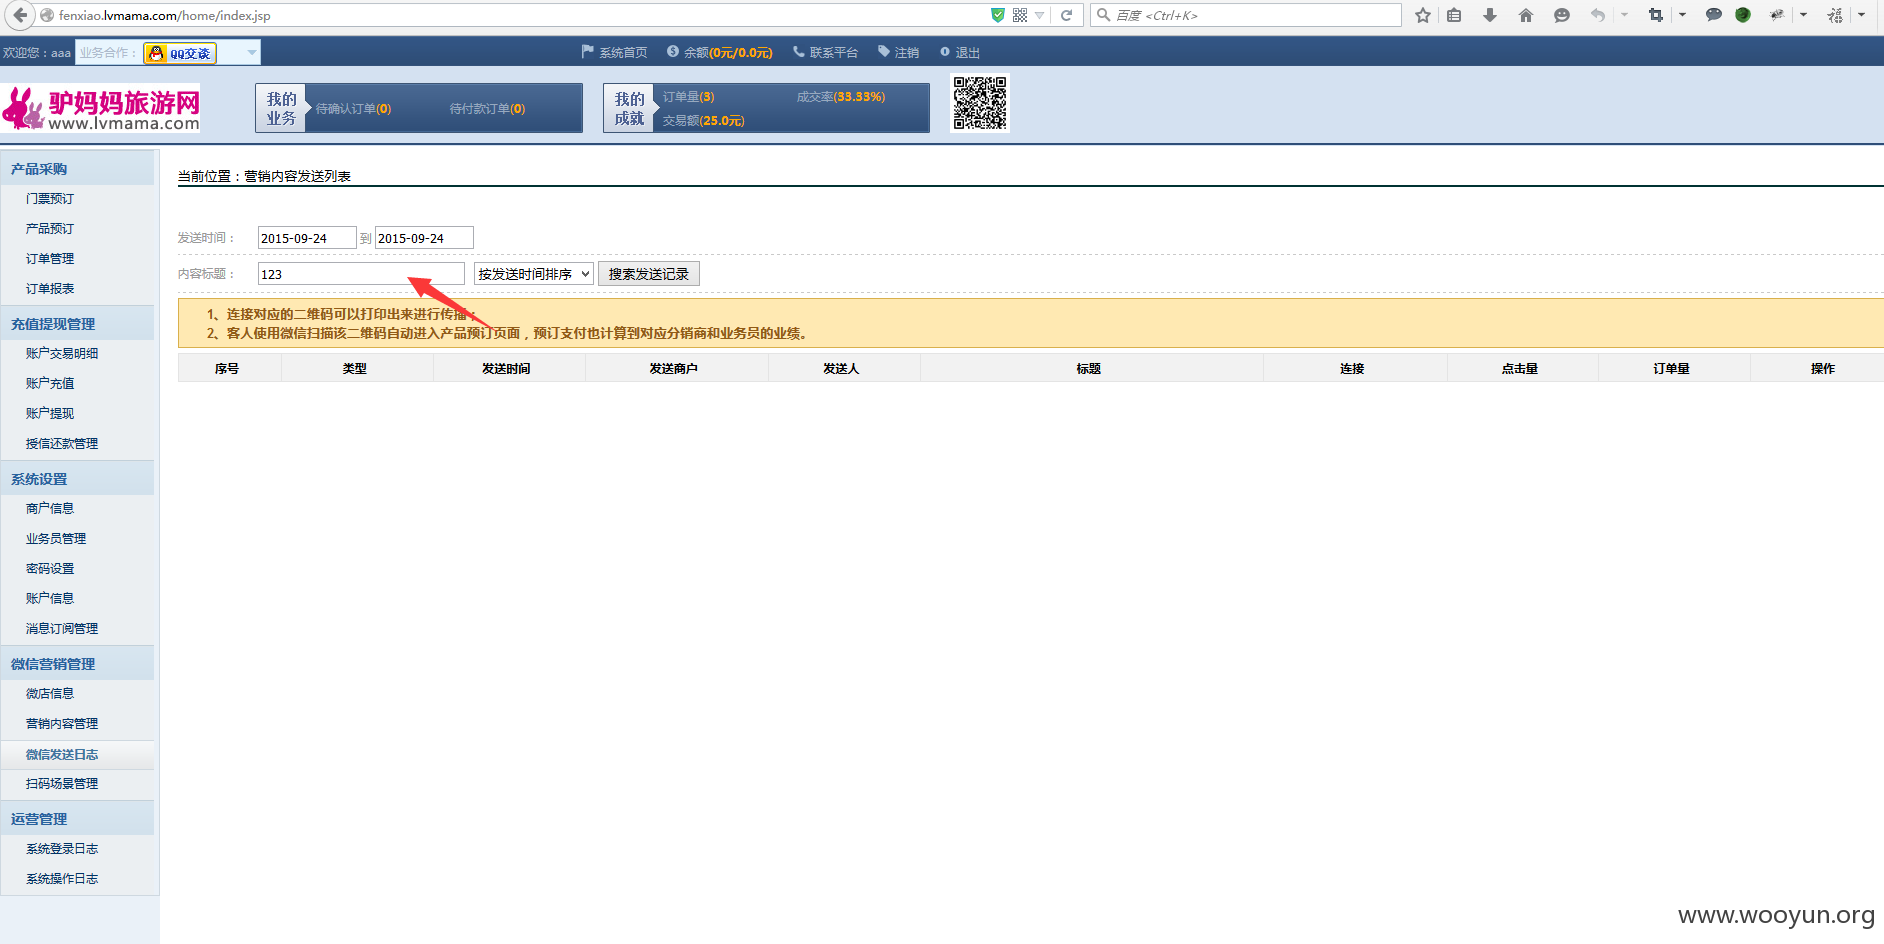 fenxiao.lvmama.com/home/index.jsp
百度 <Ctrl+K>
欢迎您：aaa 业务合作： QQ交谈
系统首页 余额(0元/0.0元) 联系平台 注销 退出
驴妈妈旅游网
www.lvmama.com
我的业务 待确认订单(0) 待付款订单(0)
我的成就 订单量(3) 成交率(33.33%)
交易额(25.0元)
产品采购
门票预订
产品预订
订单管理
订单报表
充值提现管理
账户交易明细
账户充值
账户提现
授信还款管理
系统设置
商户信息
业务员管理
密码设置
账户信息
消息订阅管理
微信营销管理
微店信息
营销内容管理
微信发送日志
扫码场景管理
运营管理
系统登录日志
系统操作日志
当前位置：营销内容发送列表
发送时间： 2015-09-24 到 2015-09-24
内容标题： 123 按发送时间排序 搜索发送记录
1、连接对应的二维码可以打印出来进行传播；
2、客人使用微信扫描该二维码自动进入产品预订页面，预订支付也计算到对应分销商和业务员的业绩。
序号 类型 发送时间 发送商户 发送人 标题 连接 点击量 订单量 操作
www.wooyun.org